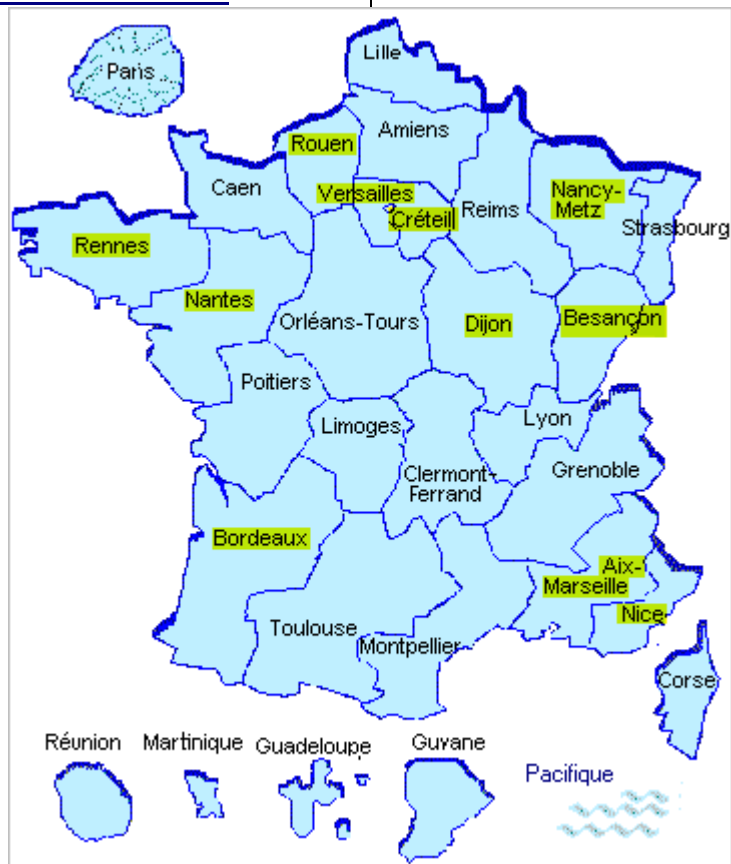 Lille
Paris
Amiens
Rouen
Caen
Versailles
Nancy-
Metz
Créteil
Reims
Strasbourg
Rennes
Nantes
Orléans-Tours
Dijon
Besançon
Poitiers
Limoges
Lyon
Clermont-
Ferrand
Grenoble
Bordeaux
Aix-
Marseille
Nice
Toulouse
Montpellier
Corse
Réunion
Martinique
Guadeloupe
Guvane
Pacifique